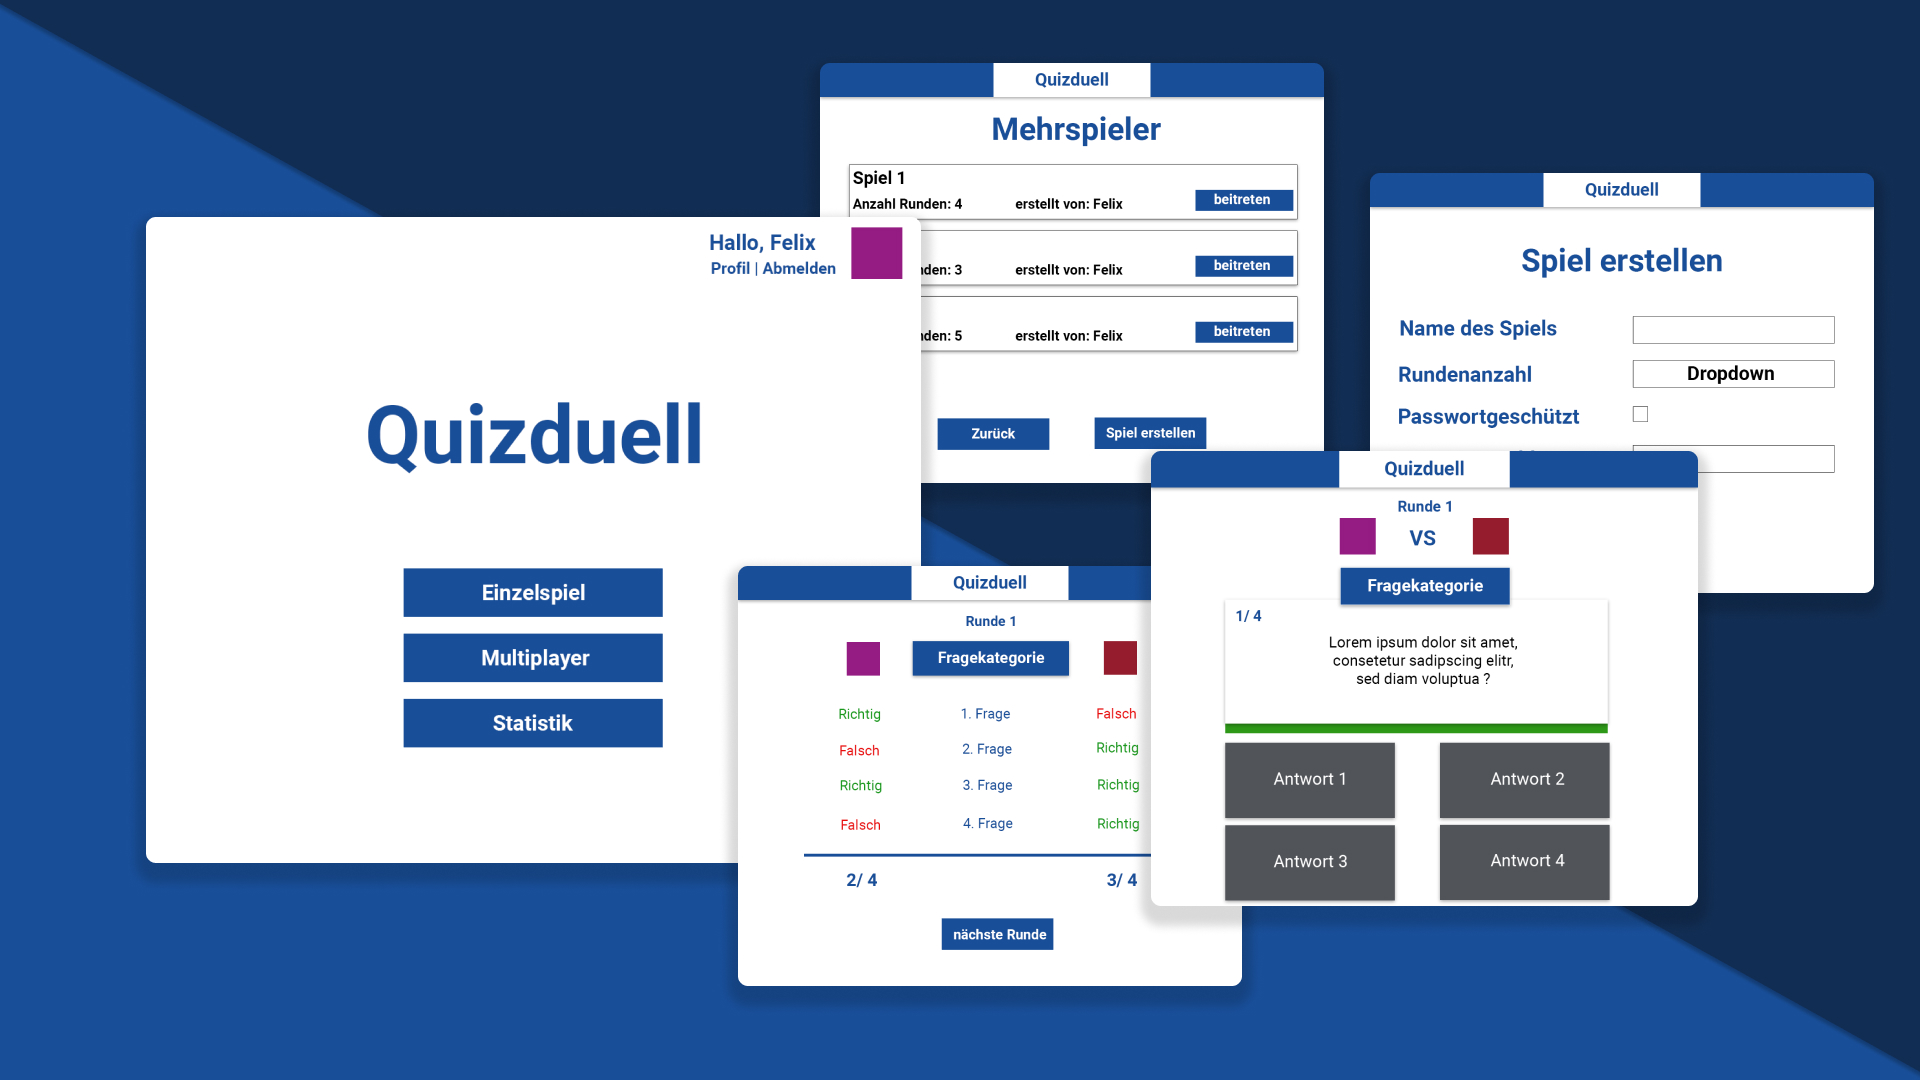 Quizduell
Mehrspieler
Spiel 1
Anzahl Runden: 4 erstellt von: Felix beitreten
erstellt von: Felix beitreten
3
erstellt von: Felix beitreten
5
Zurück Spiel erstellen
Quizduell
Spiel erstellen
Name des Spiels
Rundenanzahl Dropdown
Passwortgeschützt
Hallo, Felix
Profil | Abmelden
Quizduell
Einzelspiel
Multiplayer
Statistik
Quizduell
Runde 1
Fragekategorie
Richtig 1. Frage Falsch
Falsch 2. Frage Richtig
Richtig 3. Frage Richtig
Falsch 4. Frage Richtig
2/ 4 3/ 4
nächste Runde
Quizduell
Runde 1
VS
Fragekategorie
1/ 4
Lorem ipsum dolor sit amet,
consetetur sadipscing elitr,
sed diam voluptua ?
Antwort 1 Antwort 2
Antwort 3 Antwort 4